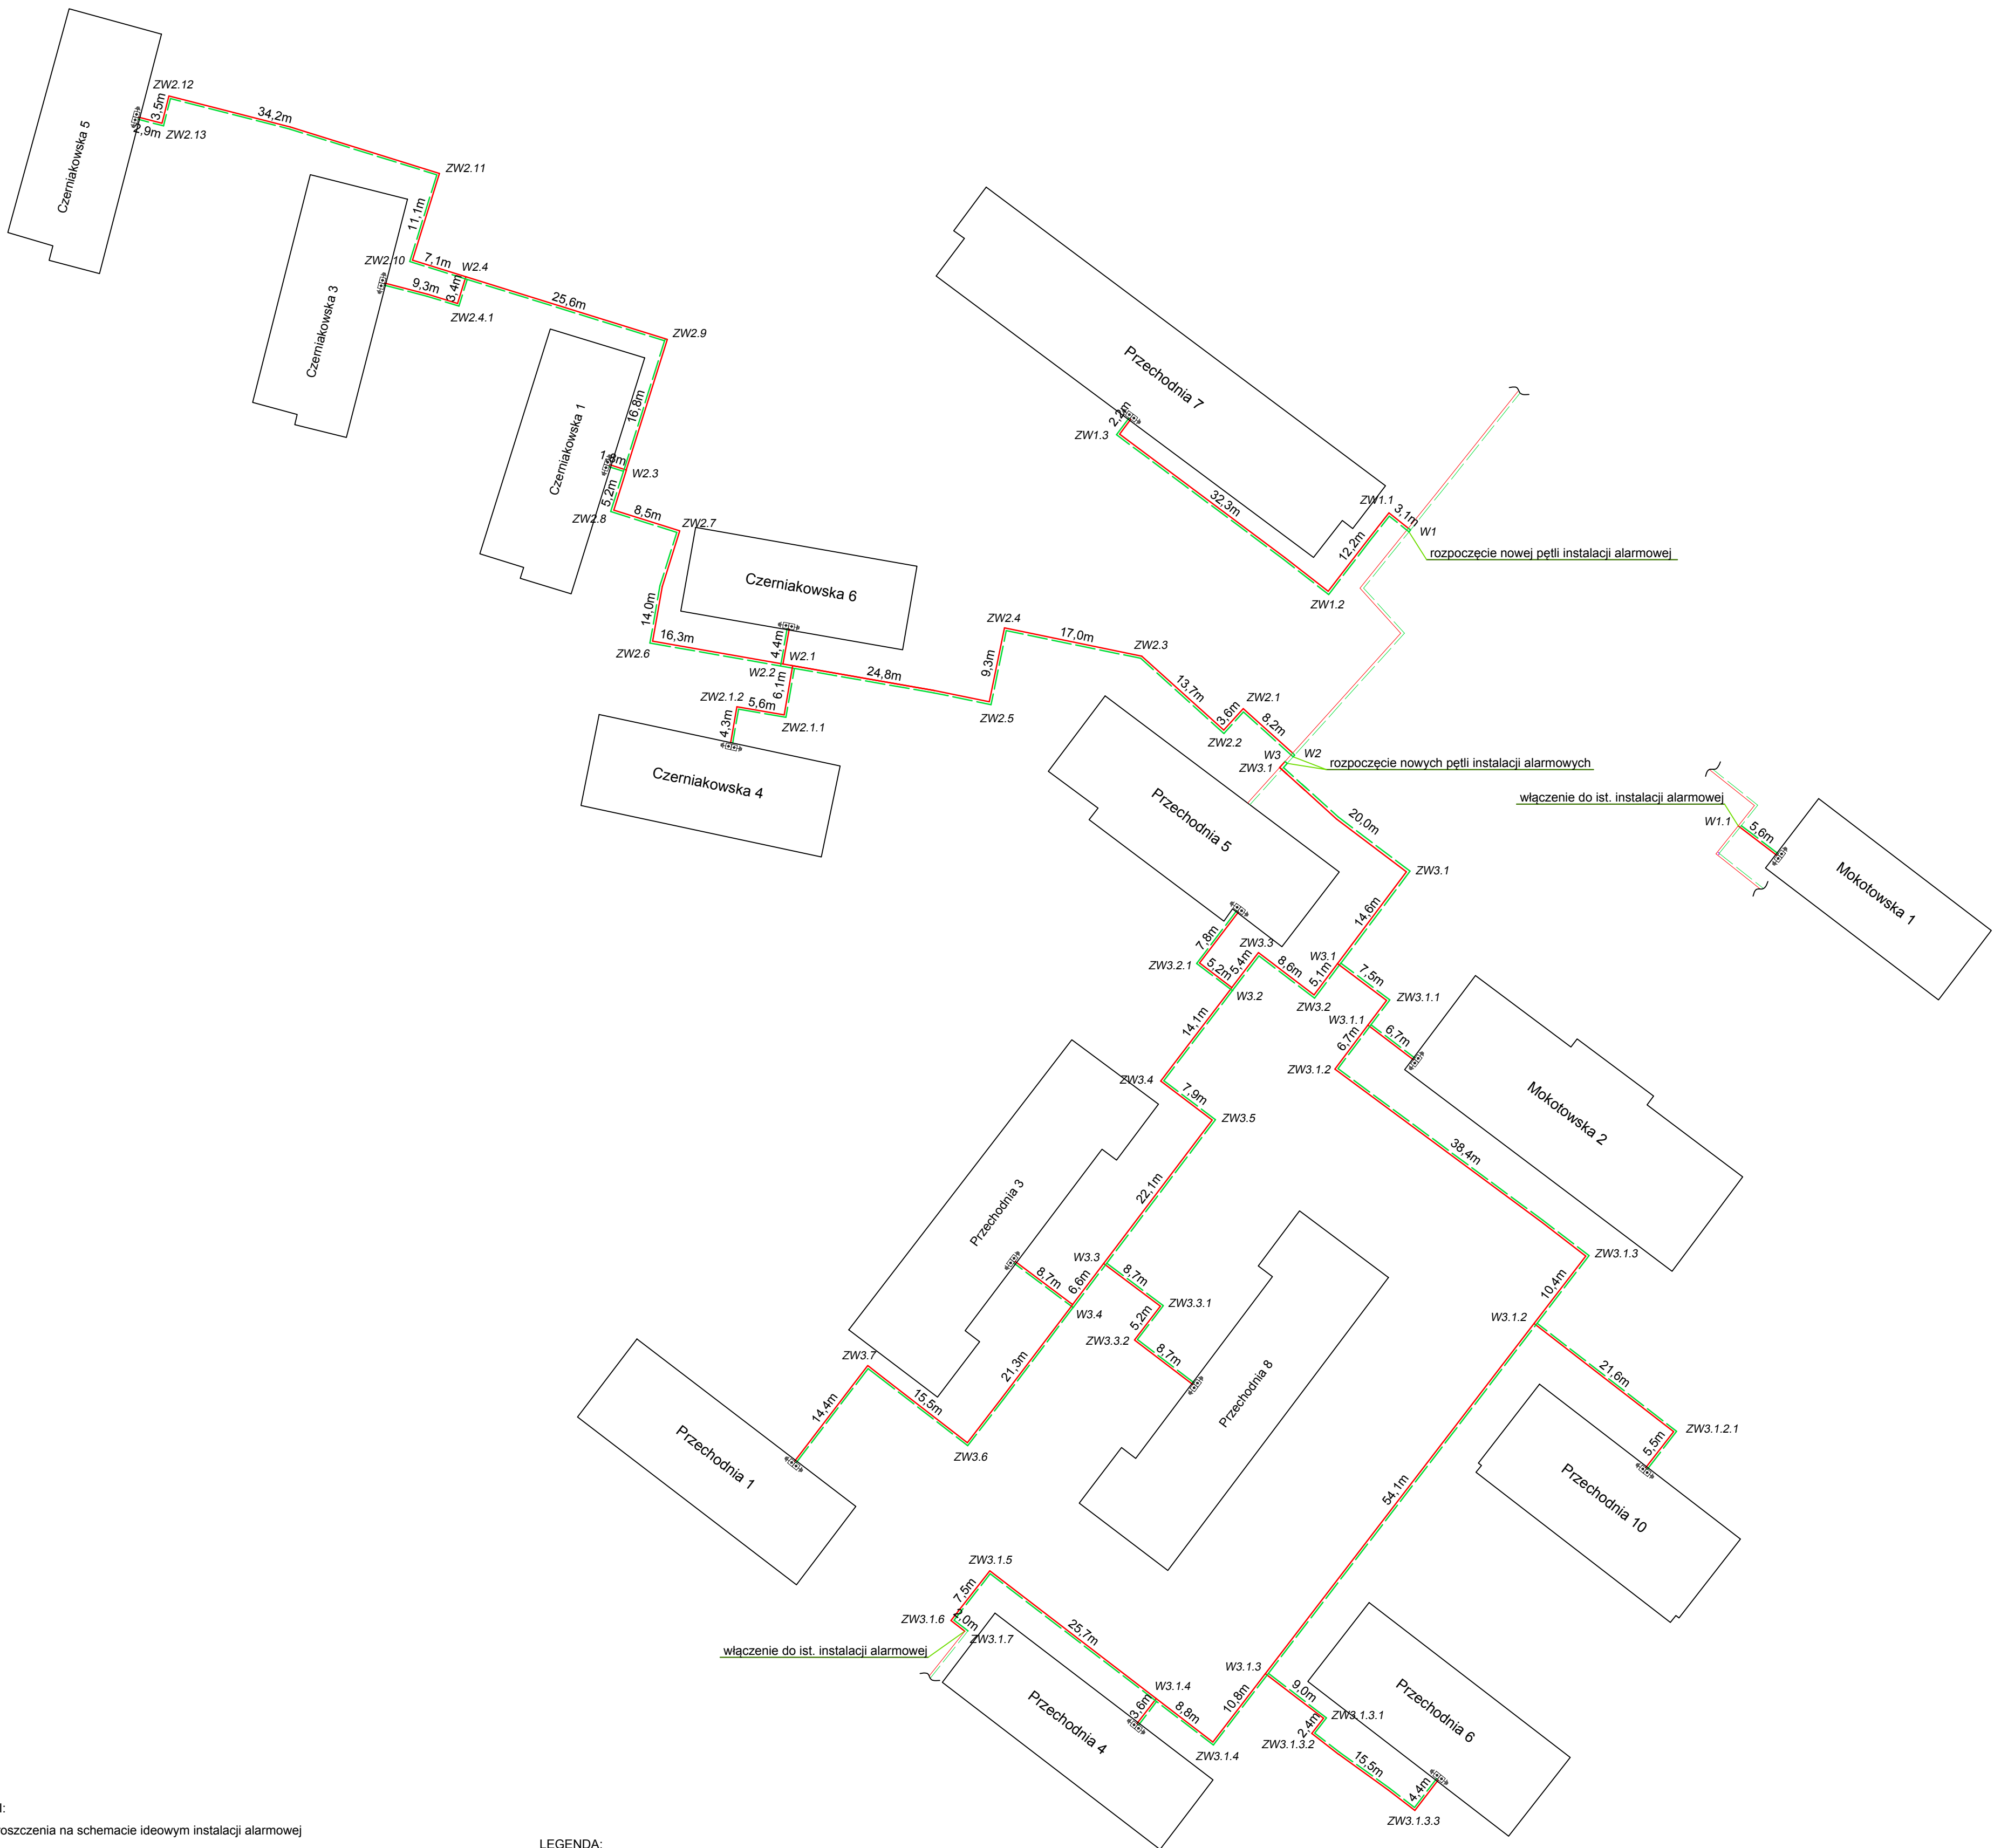 ZW2.12
3,5m
34,2m
2,9m
ZW2.13
Czerniakowska 5
ZW2.11
11,1m
ZW2.10
7,1m
W2.4
9,3m
3,4m
ZW2.4.1
25,6m
Czerniakowska 3
ZW2.9
16,8m
Czerniakowska 1
1,8m
W2.3
5,2m
ZW2.8
8,5m
ZW2.7
14,0m
Czerniakowska 6
ZW2.6
16,3m
4,4m
W2.1
W2.2
6,1m
24,8m
ZW2.1.2
5,6m
ZW2.1.1
4,3m
Czerniakowska 4
ZW2.4
17,0m
ZW2.3
9,3m
ZW2.5
13,7m
3,6m
ZW2.1
ZW2.2
8,2m
W3
W2
ZW3.1
rozpoczęcie nowych pętli instalacji alarmowych
Przechodnia 7
2,2m
ZW1.3
32,3m
ZW1.1
3,1m
W1
12,2m
rozpoczęcie nowej pętli instalacji alarmowej
ZW1.2
włączenie do ist. instalacji alarmowej
W1.1
5,6m
Mokotowska 1
Przechodnia 5
20,0m
ZW3.1
14,6m
7,8m
ZW3.3
ZW3.2.1
5,2m
5,4m
8,6m
5,1m
W3.1
7,5m
W3.2
ZW3.2
ZW3.1.1
W3.1.1
6,7m
6,7m
ZW3.1.2
14,1m
ZW3.4
7,9m
ZW3.5
Mokotowska 2
38,4m
22,1m
Przechodnia 3
W3.3
8,7m
6,6m
8,7m
ZW3.3.1
W3.4
5,2m
ZW3.3.2
8,7m
ZW3.1.3
10,4m
W3.1.2
21,6m
ZW3.7
21,3m
15,5m
14,4m
ZW3.6
Przechodnia 8
Przechodnia 1
ZW3.1.2.1
5,5m
Przechodnia 10
54,1m
ZW3.1.5
7,5m
ZW3.1.6
2,0m
ZW3.1.7
włączenie do ist. instalacji alarmowej
25,7m
W3.1.4
3,6m
8,8m
Przechodnia 4
ZW3.1.4
10,8m
W3.1.3
9,0m
ZW3.1.3.1
2,4m
ZW3.1.3.2
15,5m
4,4m
ZW3.1.3.3
Przechodnia 6
oszczenia na schemacie ideowym instalacji alarmowej
LEGENDA: